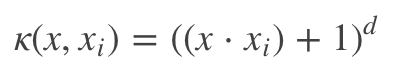 κ(x, xᵢ) = ((x · xᵢ) + 1)ᵈ